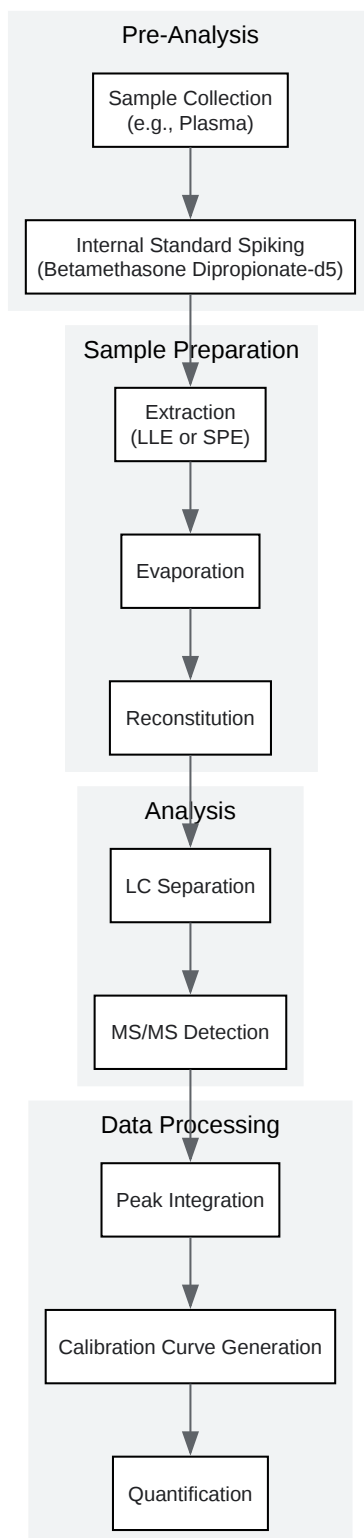 Pre-Analysis
Sample Collection
(e.g., Plasma)
Internal Standard Spiking
(Betamethasone Dipropionate-d5)
Sample Preparation
Extraction
(LLE or SPE)
Evaporation
Reconstitution
Analysis
LC Separation
MS/MS Detection
Data Processing
Peak Integration
Calibration Curve Generation
Quantification